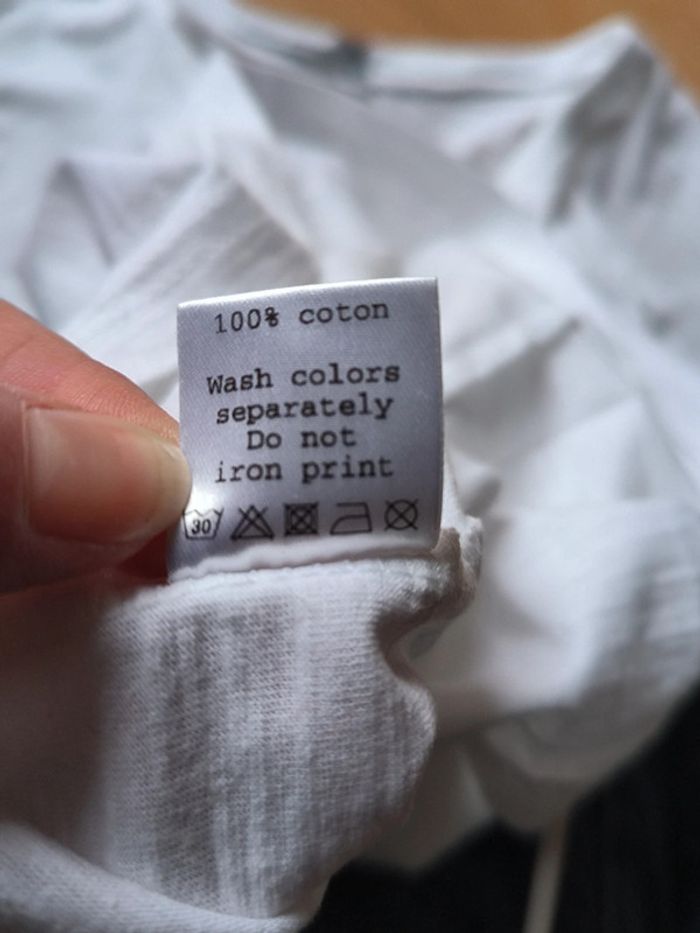 100% coton
Wash colors
separately
Do not
iron print
30